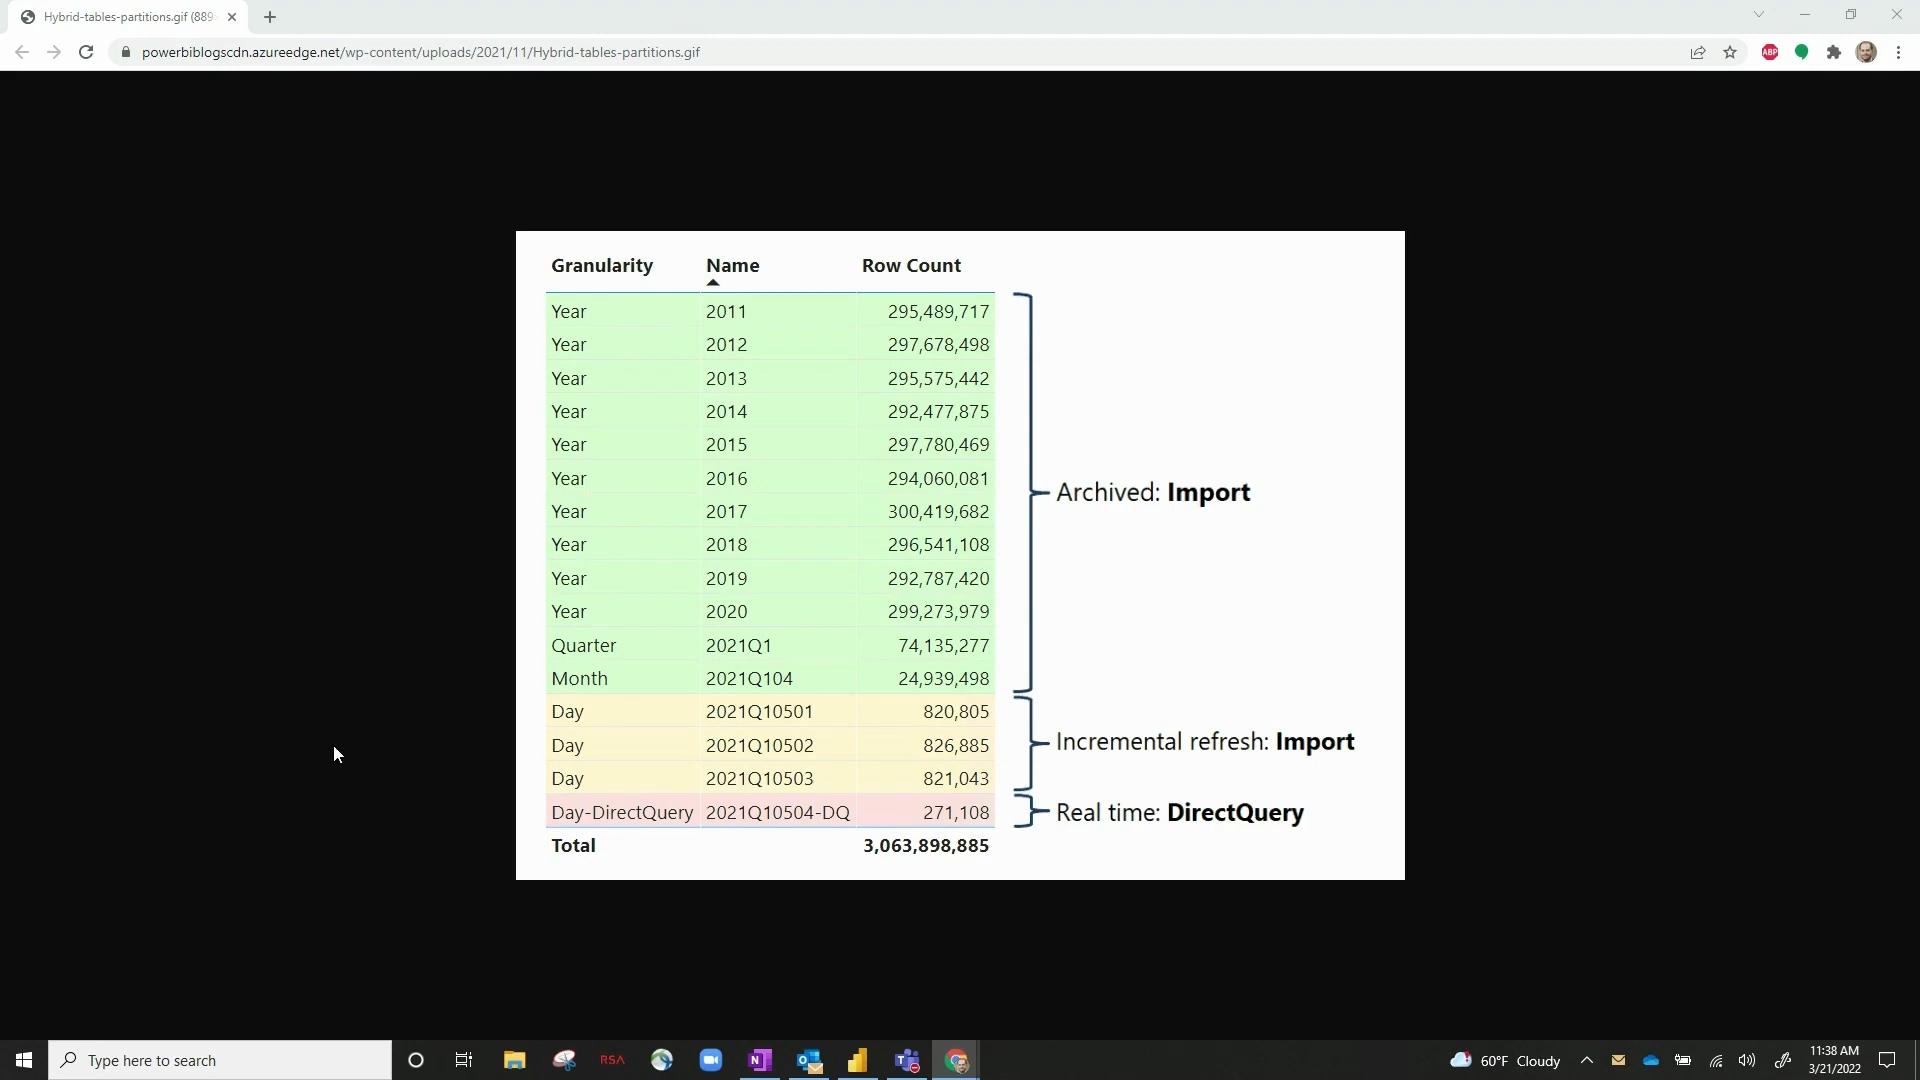 Hybrid-tables-partitions.gif (889
powerbiblogscdn.azureedge.net/wp-content/uploads/2021/11/Hybrid-tables-partitions.gif
ABP
Granularity Name Row Count
Year 2011 295,489,717
Year 2012 297,678,498
Year 2013 295,575,442
Year 2014 292,477,875
Year 2015 297,780,469
Year 2016 294,060,081
Year 2017 300,419,682
Year 2018 296,541,108
Year 2019 292,787,420
Year 2020 299,273,979
Quarter 2021Q1 74,135,277
Month 2021Q104 24,939,498
Day 2021Q10501 820,805
Day 2021Q10502 826,885
Day 2021Q10503 821,043
Day-DirectQuery 2021Q10504-DQ 271,108
Total 3,063,898,885
Archived: Import
Incremental refresh: Import
Real time: DirectQuery
Type here to search
RSA
60°F Cloudy
11:38 AM
3/21/2022